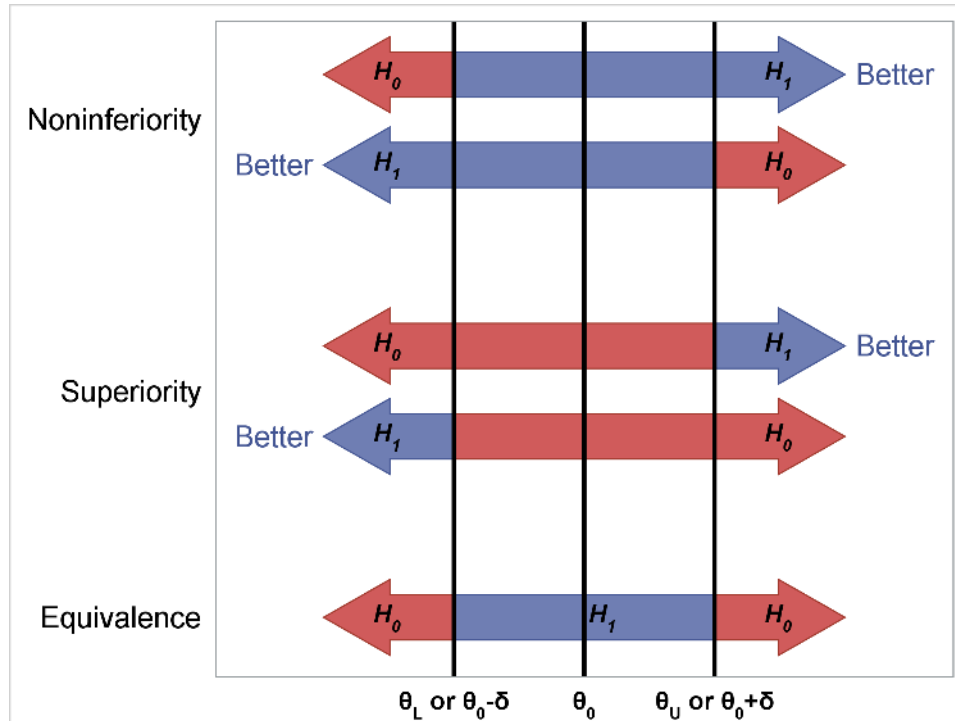 H₀ H₁ Better
Noninferiority
Better H₁ H₀
H₀ H₁ Better
Superiority
Better H₁ H₀
Equivalence H₀ H₁ H₀
θL or θ₀-δ θ₀ θU or θ₀+δ